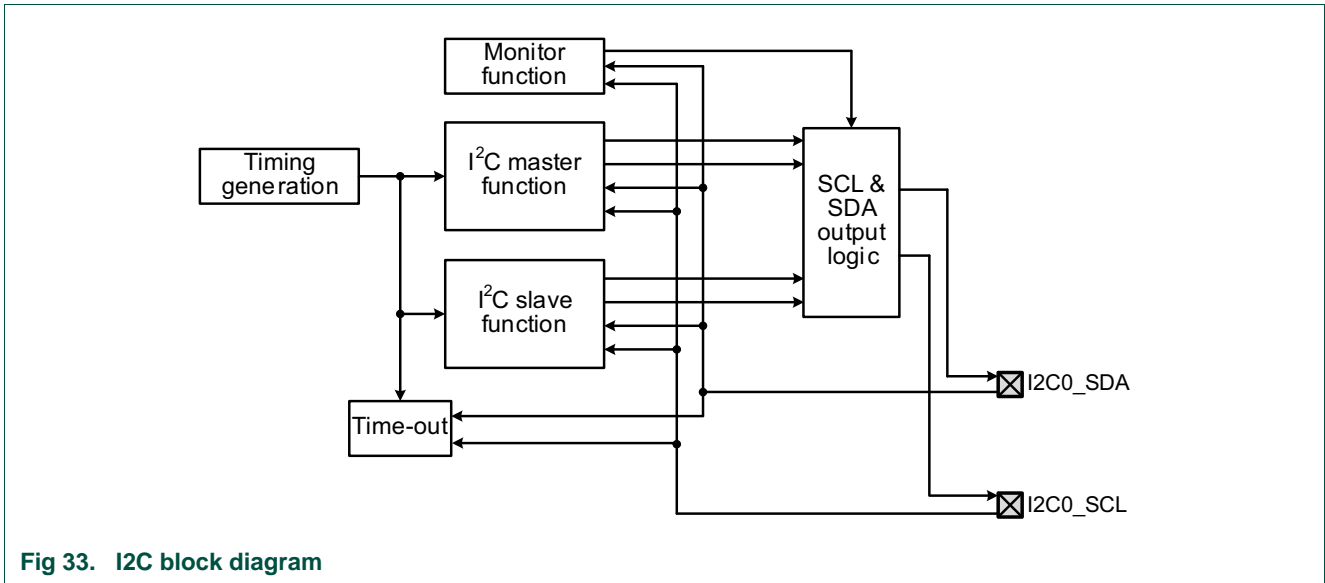 Monitor
function
Timing
generation
I²C master
function
SCL &
SDA
output
logic
I²C slave
function
I2C0_SDA
Time-out
I2C0_SCL
Fig 33. I2C block diagram